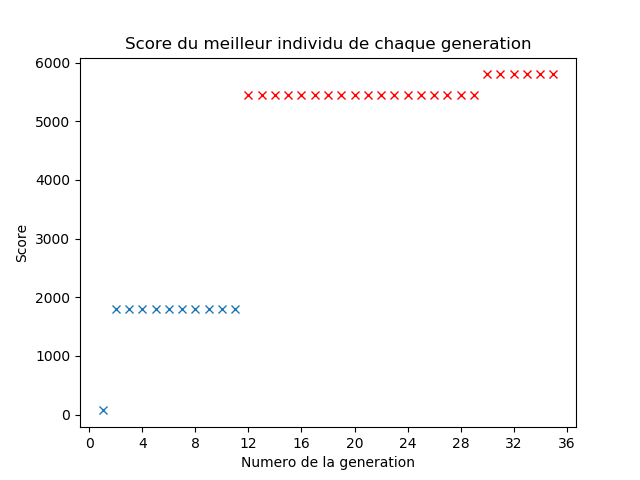 Score du meilleur individu de chaque generation
6000
5000
4000
3000
2000
1000
0
Score
0 4 8 12 16 20 24 28 32 36
Numero de la generation